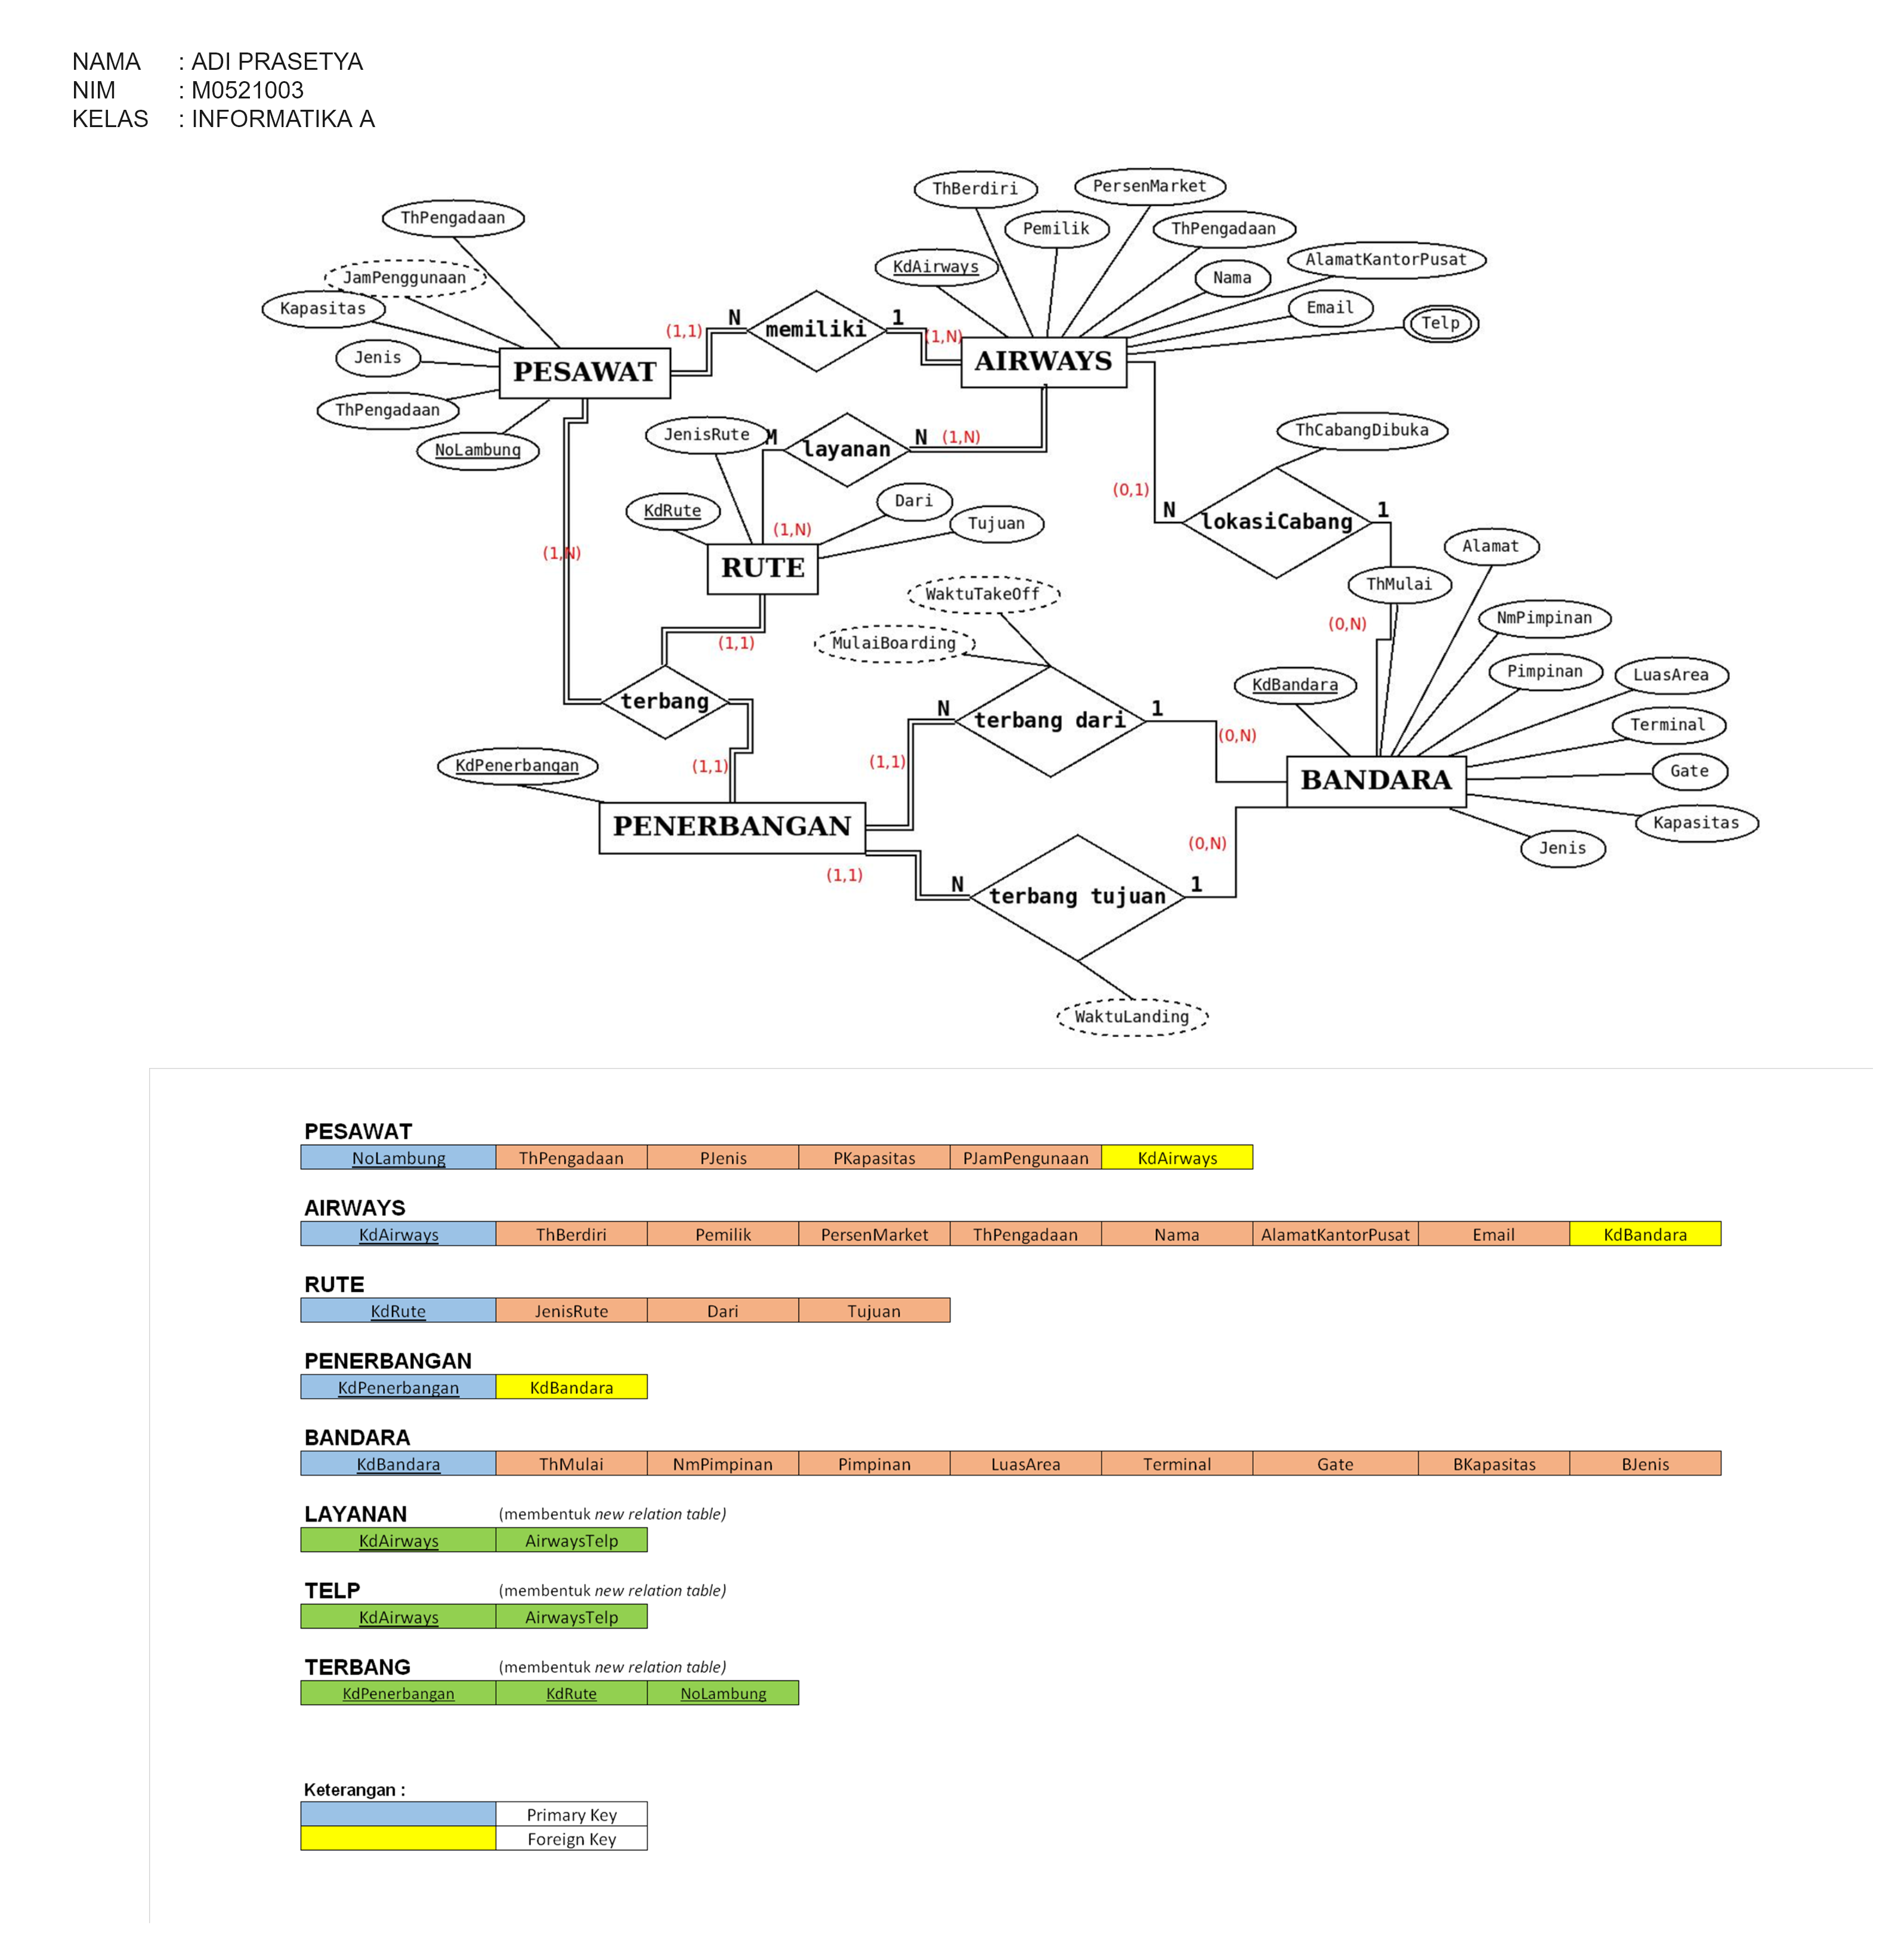 NAMA : ADI PRASETYA
NIM : M0521003
KELAS : INFORMATIKA A
ThBerdiri
PersenMarket
ThPengadaan
Pemilik
ThPengadaan
AlamatKantorPusat
KdAirways
Nama
JamPenggunaan
Kapasitas
Email
Telp
(1,1)
N
memiliki
1
(1,N)
Jenis
PESAWAT
AIRWAYS
ThPengadaan
NoLambung
JenisRute
M
layanan
N
(1,N)
ThCabangDibuka
(0,1)
KdRute
Dari
Tujuan
N
lokasiCabang
1
(1,N)
(1,N)
RUTE
Alamat
ThMulai
WaktuTakeOff
(1,1)
MulaiBoarding
(0,N)
NmPimpinan
KdBandara
Pimpinan
LuasArea
terbang
N
terbang dari
1
(0,N)
Terminal
KdPenerbangan
(1,1)
(1,1)
BANDARA
Gate
PENERBANGAN
Kapasitas
(0,N)
Jenis
(1,1)
N
terbang tujuan
1
WaktuLanding
PESAWAT
NoLambung ThPengadaan PJenis PKapasitas PJamPengunaan KdAirways
AIRWAYS
KdAirways ThBerdiri Pemilik PersenMarket ThPengadaan Nama AlamatKantorPusat Email KdBandara
RUTE
KdRute JenisRute Dari Tujuan
PENERBANGAN
KdPenerbangan KdBandara
BANDARA
KdBandara ThMulai NmPimpinan Pimpinan LuasArea Terminal Gate BKapasitas BJenis
LAYANAN (membentuk new relation table)
KdAirways AirwaysTelp
TELP (membentuk new relation table)
KdAirways AirwaysTelp
TERBANG (membentuk new relation table)
KdPenerbangan KdRute NoLambung
Keterangan :
Primary Key
Foreign Key